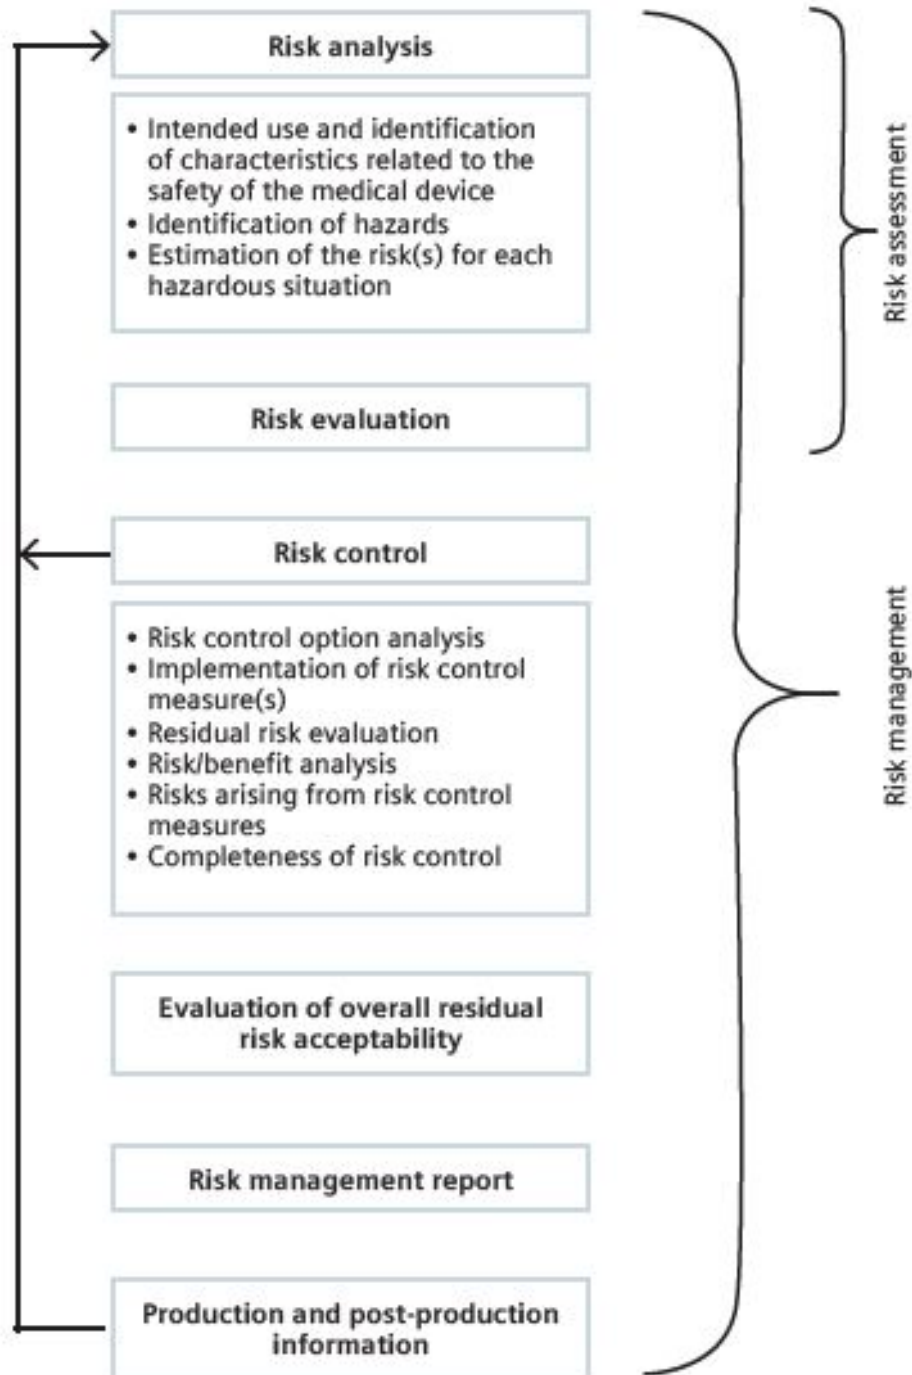 Risk analysis
• Intended use and identification
of characteristics related to the
safety of the medical device
• Identification of hazards
• Estimation of the risk(s) for each
hazardous situation
Risk evaluation
Risk control
• Risk control option analysis
• Implementation of risk control
measure(s)
• Residual risk evaluation
• Risk/benefit analysis
• Risks arising from risk control
measures
• Completeness of risk control
Evaluation of overall residual
risk acceptability
Risk management report
Production and post-production
information
Risk assessment
Risk management